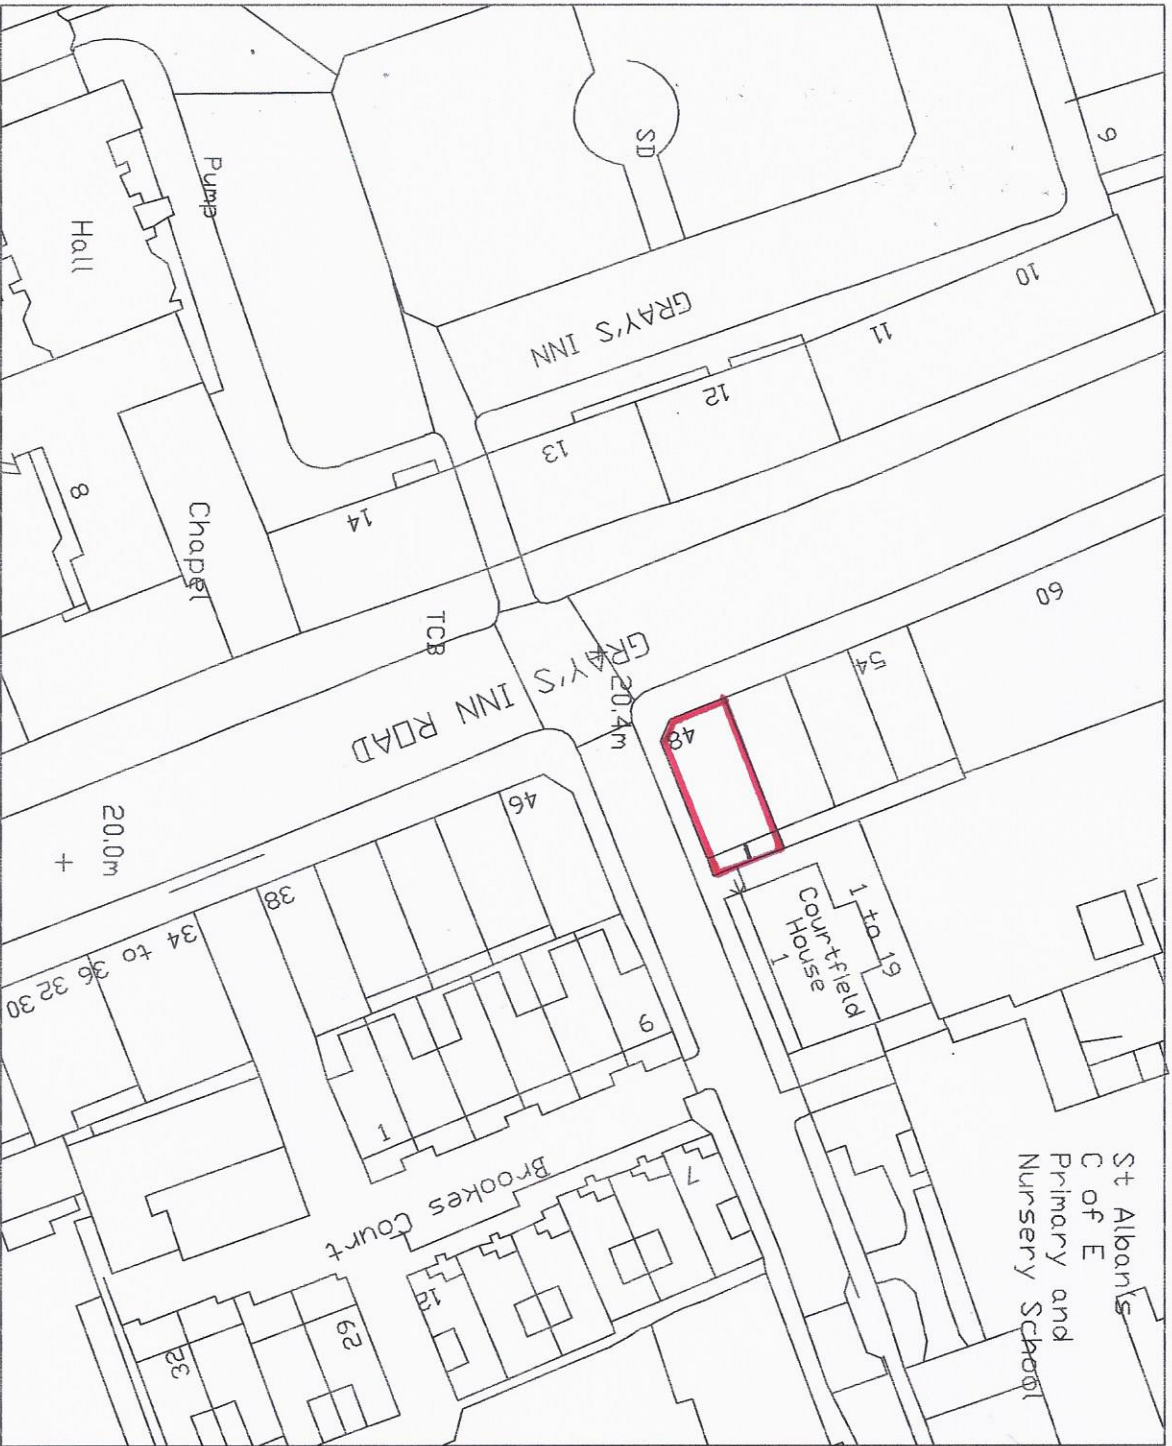 SD
9
Pump
Hall
10
GRAY'S INN
11
12
13
8
14
Chapel
60
TCB
GRAY'S INN ROAD
20.4m
54
48
46
20.0m
38
1 to 19
Courtfield
House
1
34 to 36
32
30
9
1
Brookes Court
7
St Alban's
C of E
Primary and
Nursery School
12
29
32